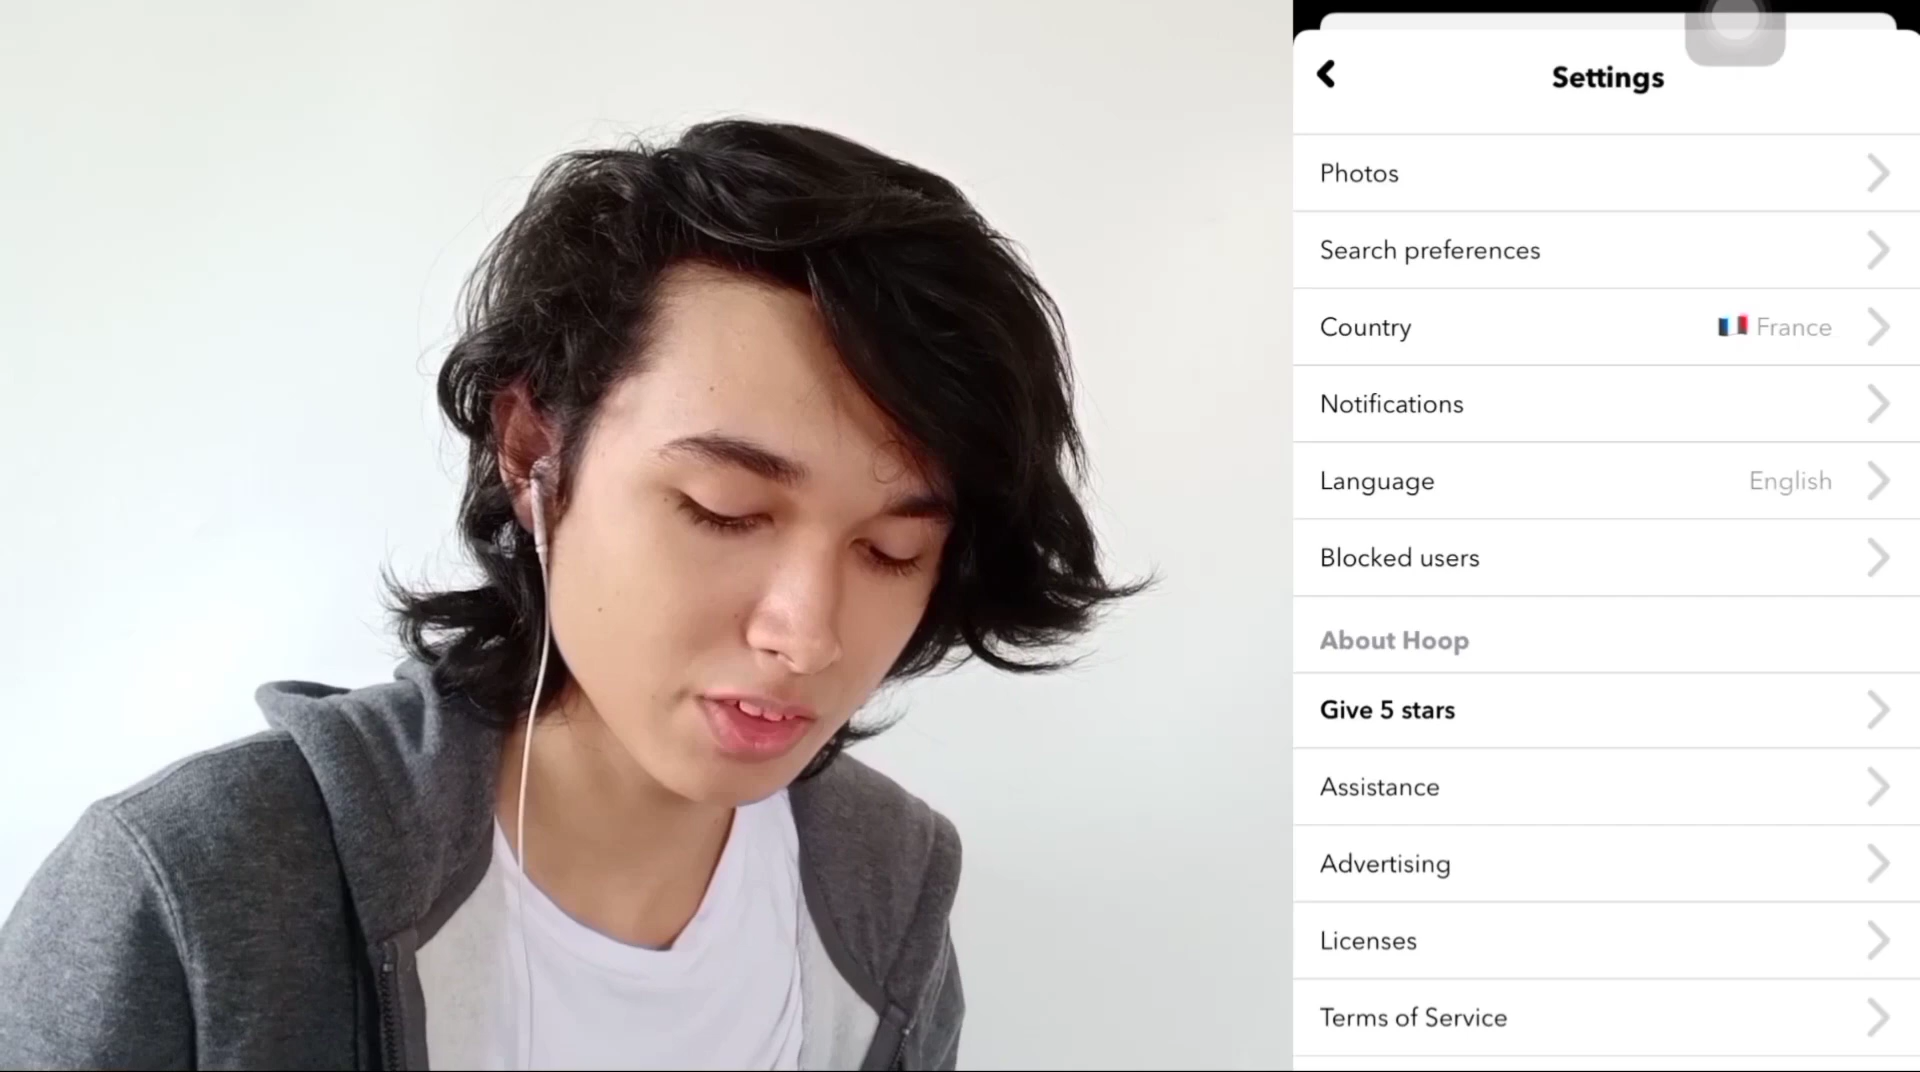 Settings
Photos
Search preferences
Country France
Notifications
Language English
Blocked users
About Hoop
Give 5 stars
Assistance
Advertising
Licenses
Terms of Service